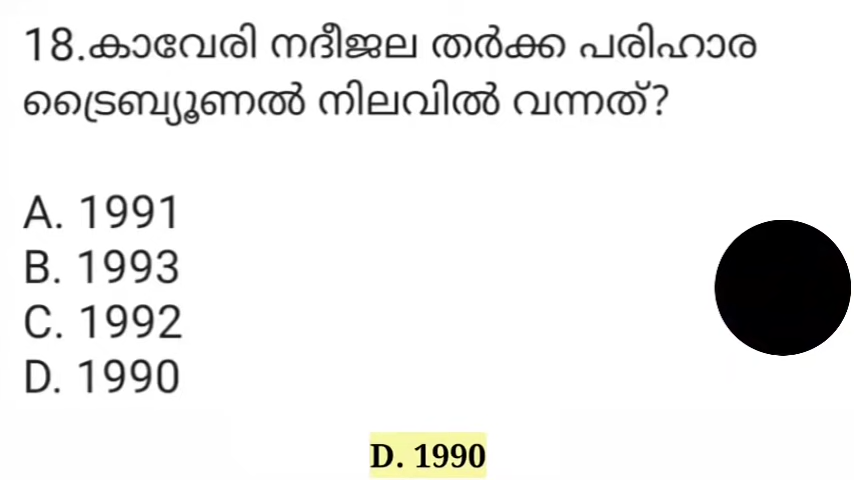 18.കാവേരി നദീജല തർക്ക പരിഹാര
ട്രൈബ്യൂണൽ നിലവിൽ വന്നത്?
A. 1991
B. 1993
C. 1992
D. 1990
D. 1990